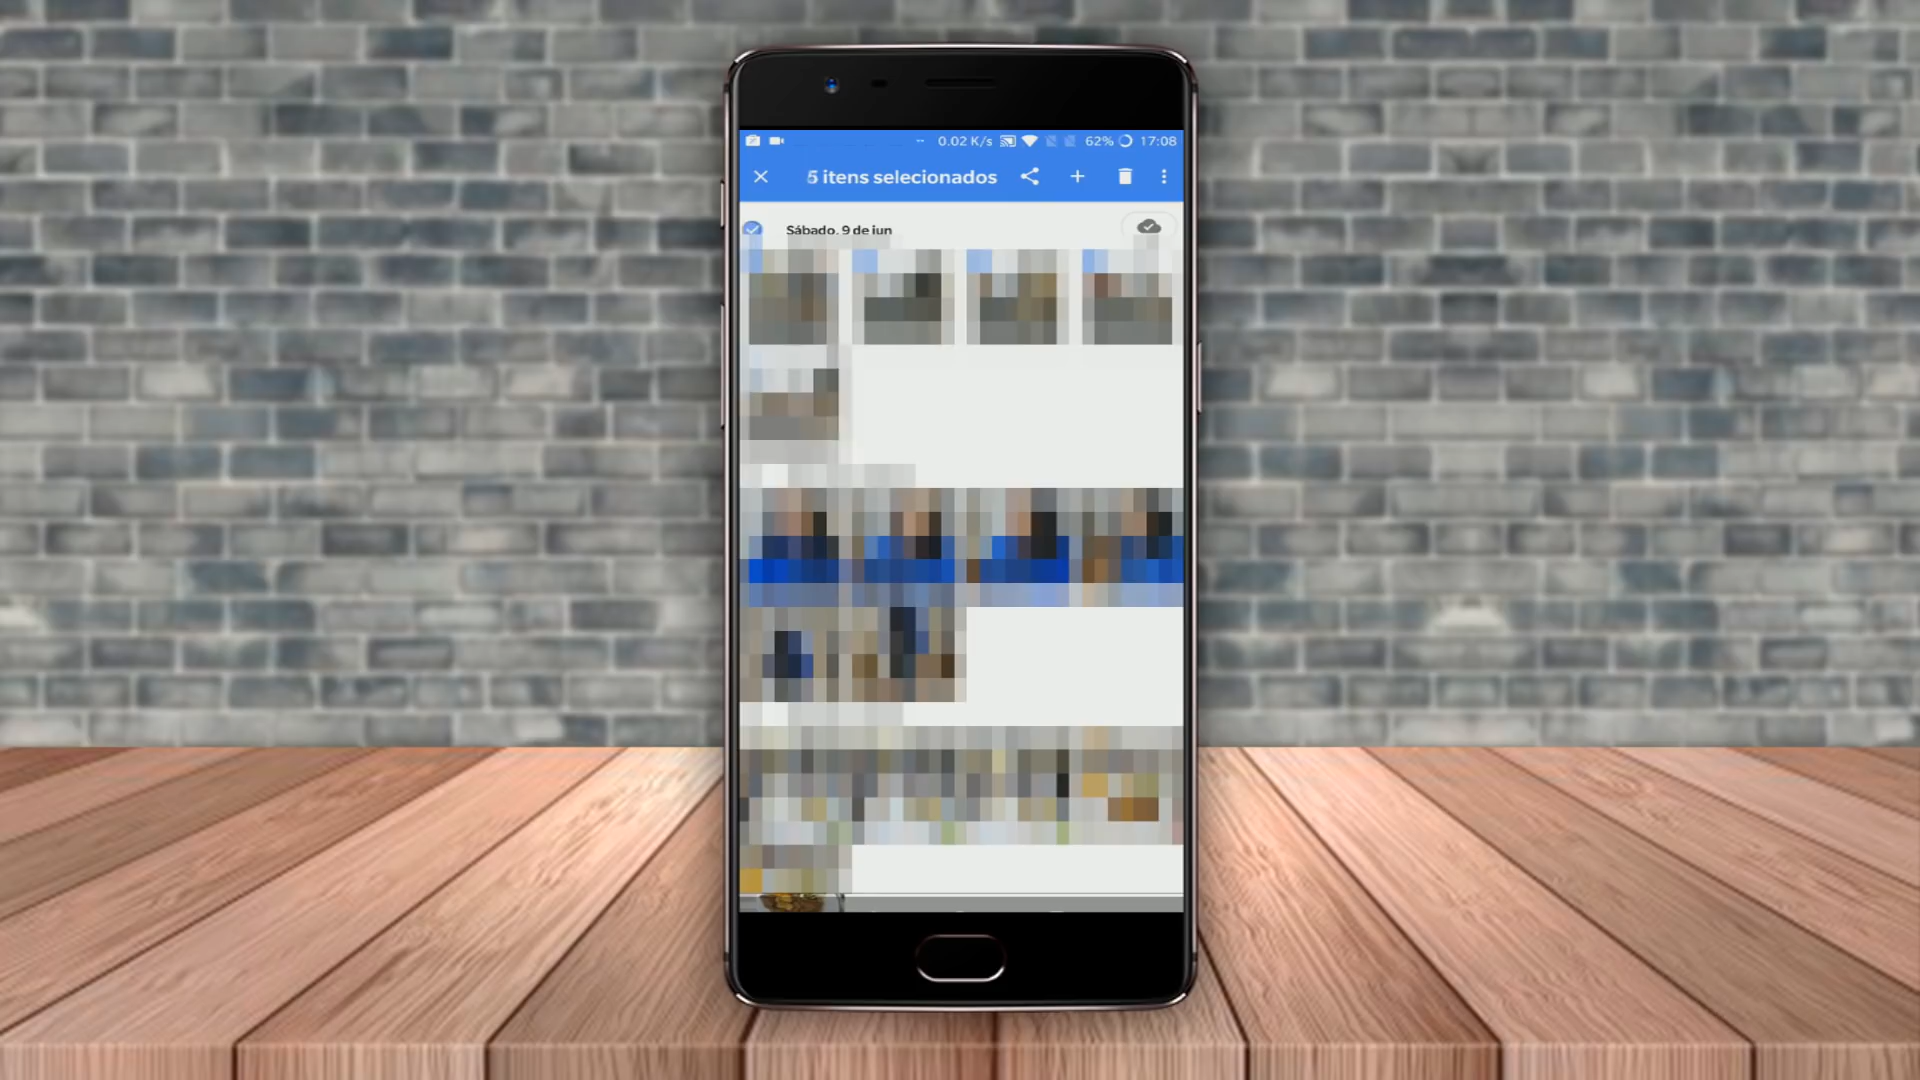 0.02 K/s 62% 17:08
5 itens selecionados
Sábado, 9 de jun